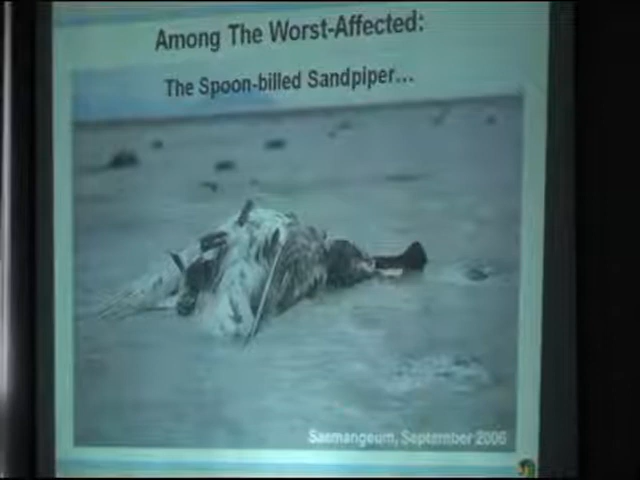 Among The Worst-Affected:
The Spoon-billed Sandpiper...
Saemangeum, September 2006